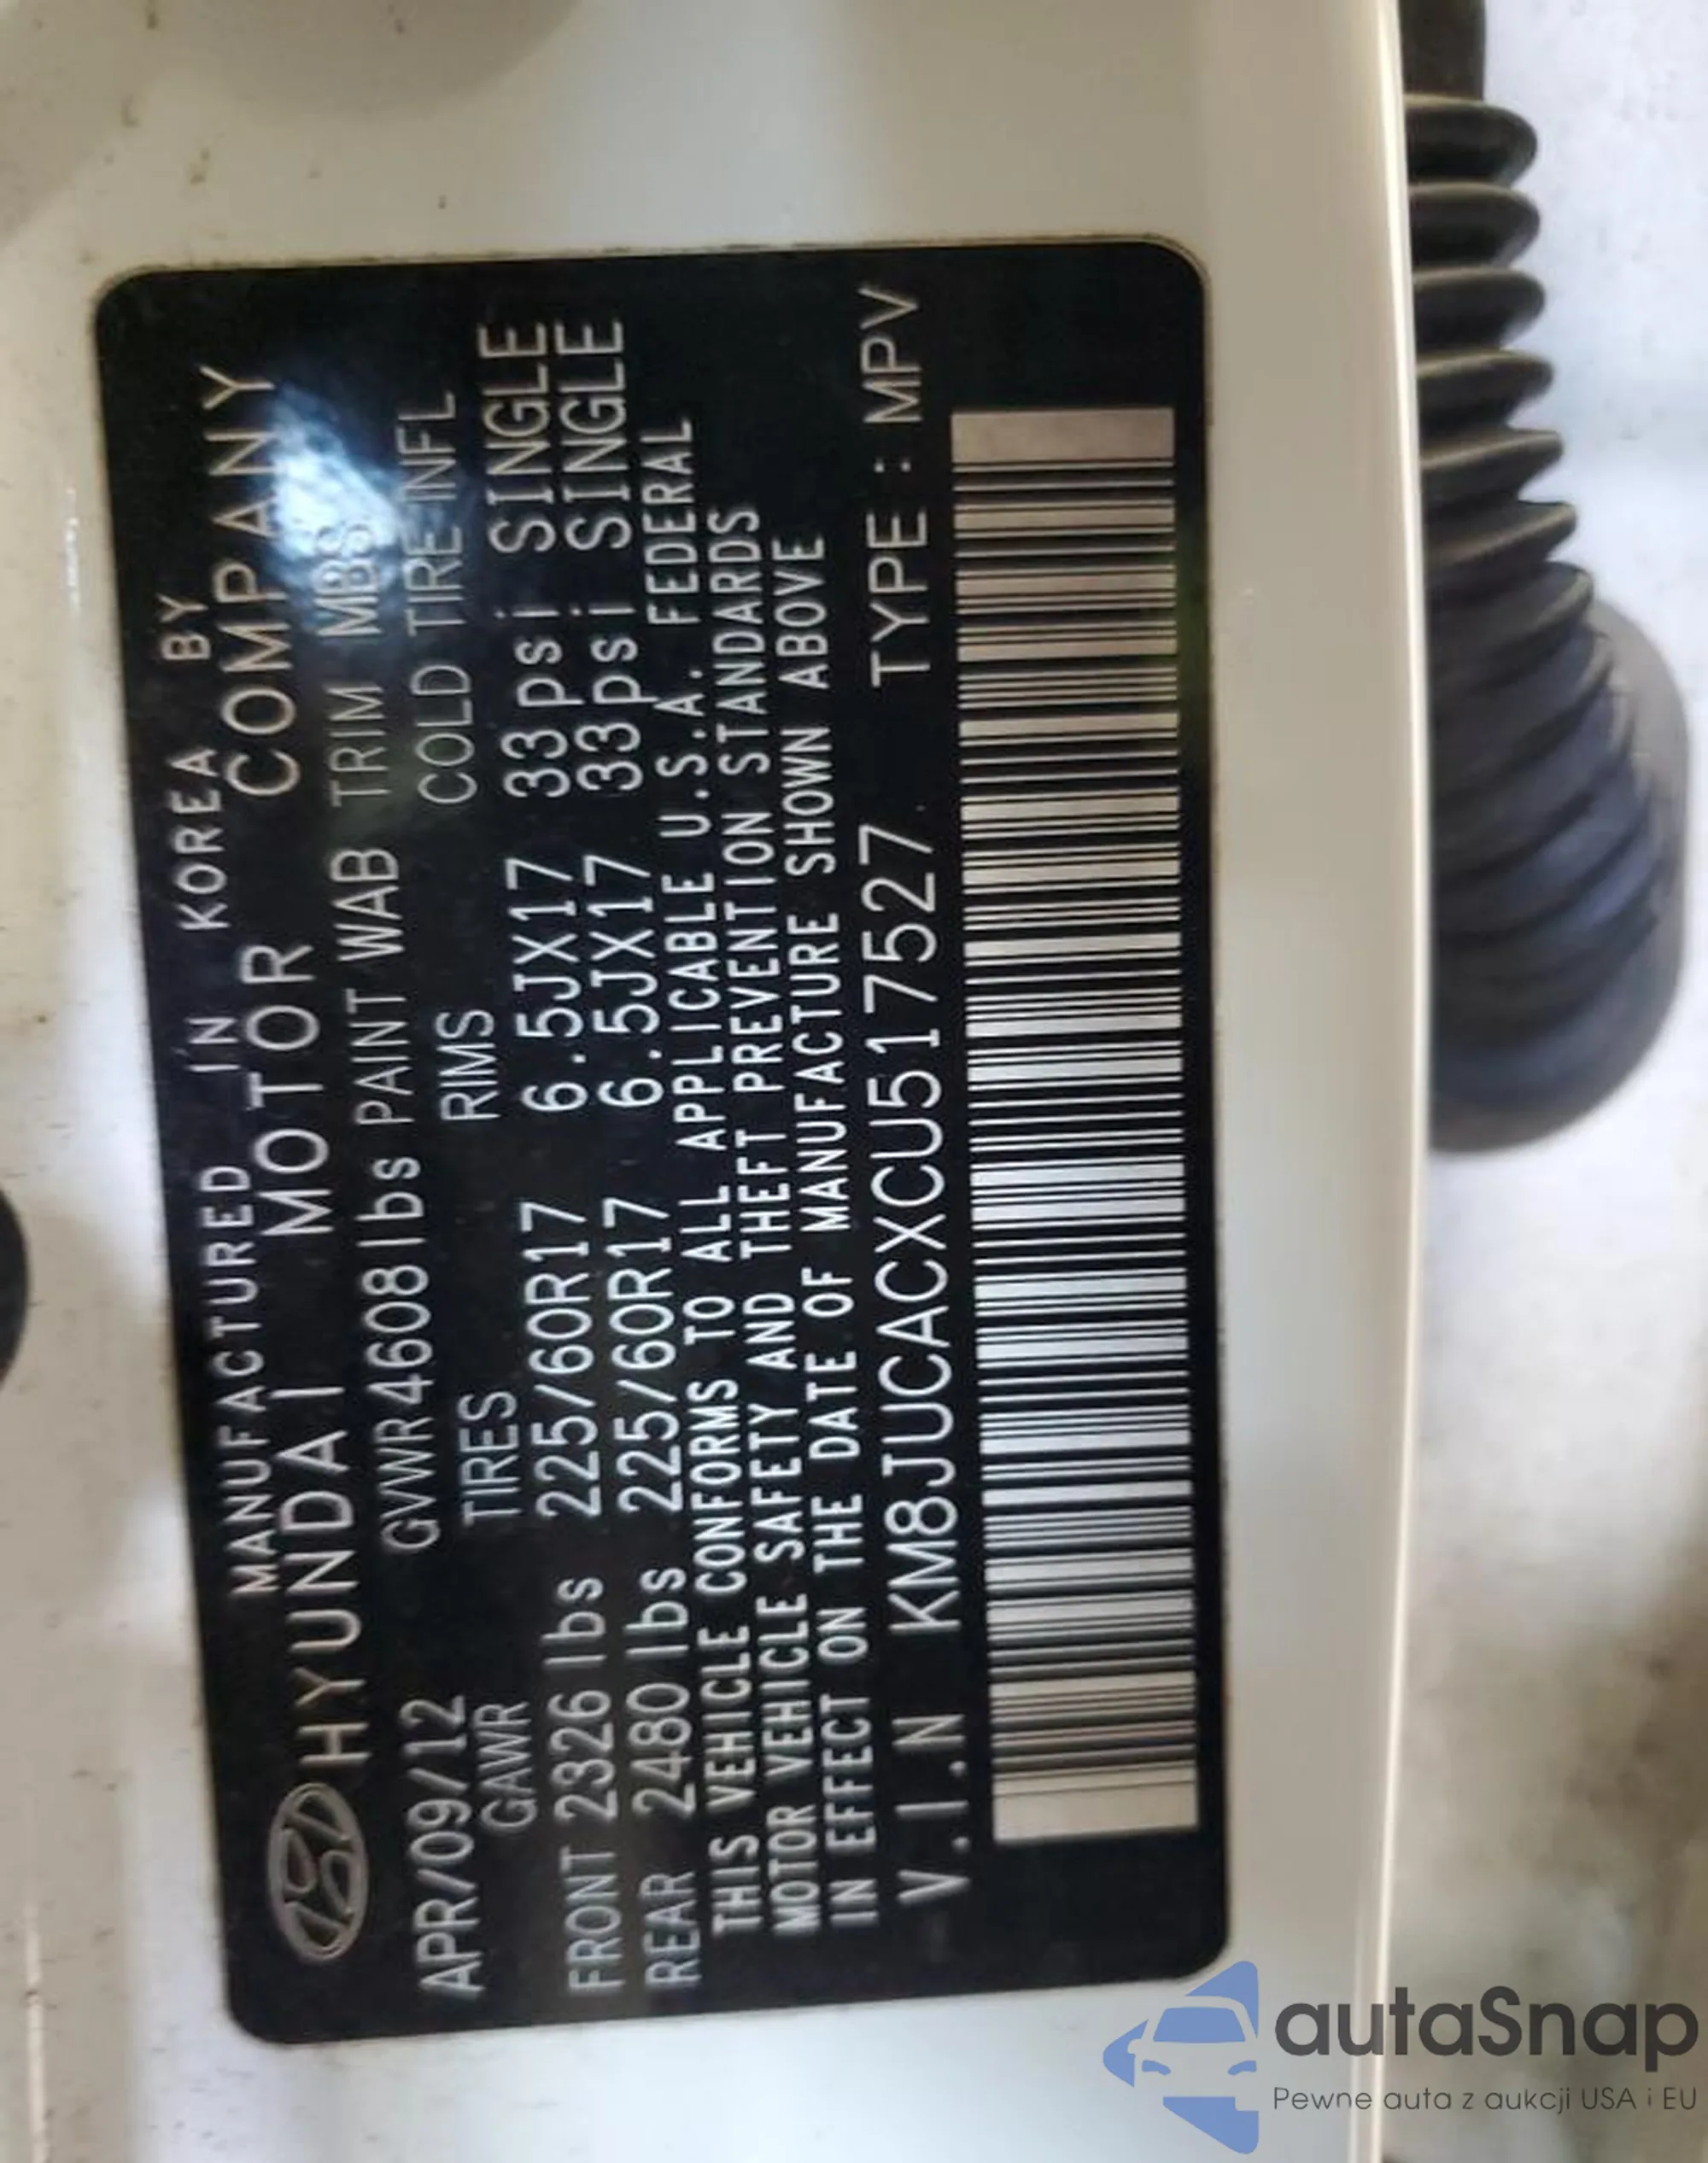 MANUFACTURED IN KOREA BY
HYUNDAI MOTOR COMPANY
APR/09/12 GVWR 4608lbs PAINT WAB TRIM MBS
GAWR TIRES RIMS COLD TIRE INFL
FRONT 2326 lbs 225/60R17 6.5JX17 33psi SINGLE
REAR 2480 lbs 225/60R17 6.5JX17 33psi SINGLE
THIS VEHICLE CONFORMS TO ALL APPLICABLE U.S.A. FEDERAL
MOTOR VEHICLE SAFETY AND THEFT PREVENTION STANDARDS
IN EFFECT ON THE DATE OF MANUFACTURE SHOWN ABOVE
V.I.N KM8JUCACXCU517527 TYPE : MPV
autaSnap
Pewne auta z aukcji USA i EU